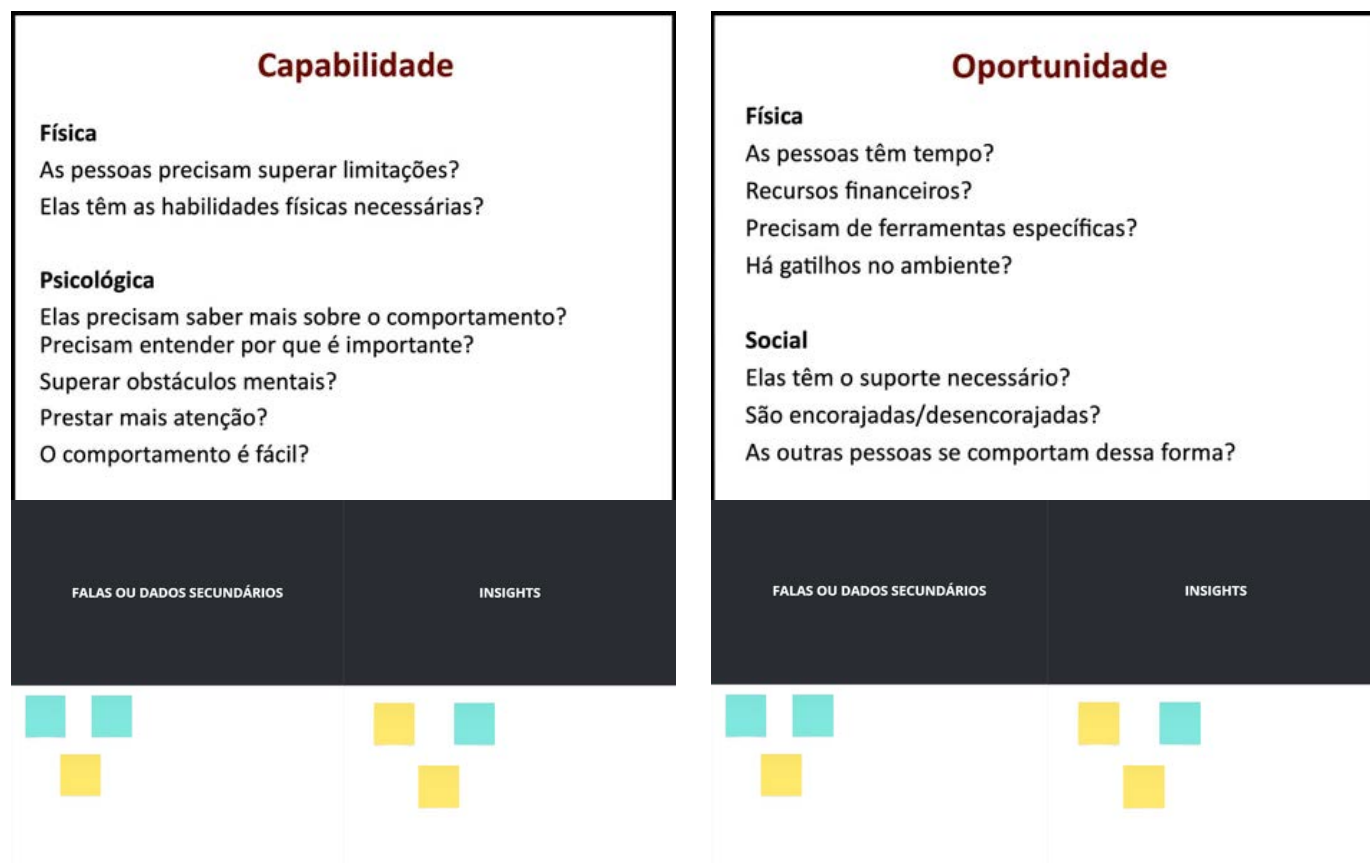 Capabilidade
Física
As pessoas precisam superar limitações?
Elas têm as habilidades físicas necessárias?
Psicológica
Elas precisam saber mais sobre o comportamento?
Precisam entender por que é importante?
Superar obstáculos mentais?
Prestar mais atenção?
O comportamento é fácil?
FALAS OU DADOS SECUNDÁRIOS
INSIGHTS
Oportunidade
Física
As pessoas têm tempo?
Recursos financeiros?
Precisam de ferramentas específicas?
Há gatilhos no ambiente?
Social
Elas têm o suporte necessário?
São encorajadas/desencorajadas?
As outras pessoas se comportam dessa forma?
FALAS OU DADOS SECUNDÁRIOS
INSIGHTS